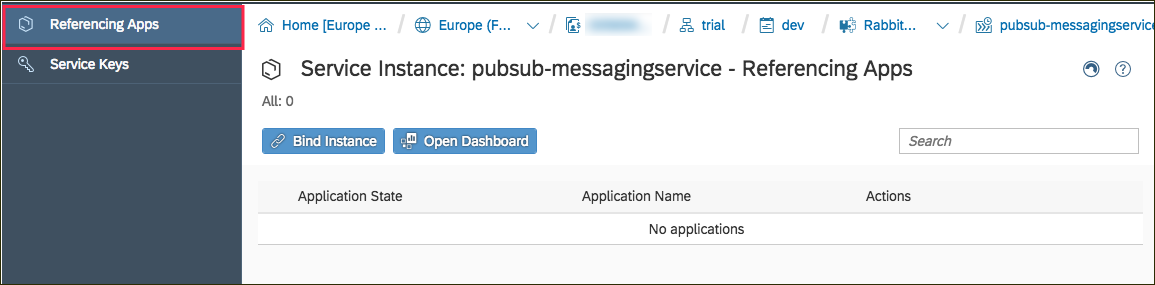 Referencing Apps
Service Keys
Home [Europe ... / Europe (F... / / trial / dev / Rabbit... / pubsub-messagingservice
Service Instance: pubsub-messagingservice - Referencing Apps
All: 0
Bind Instance Open Dashboard Search
Application State Application Name Actions
No applications